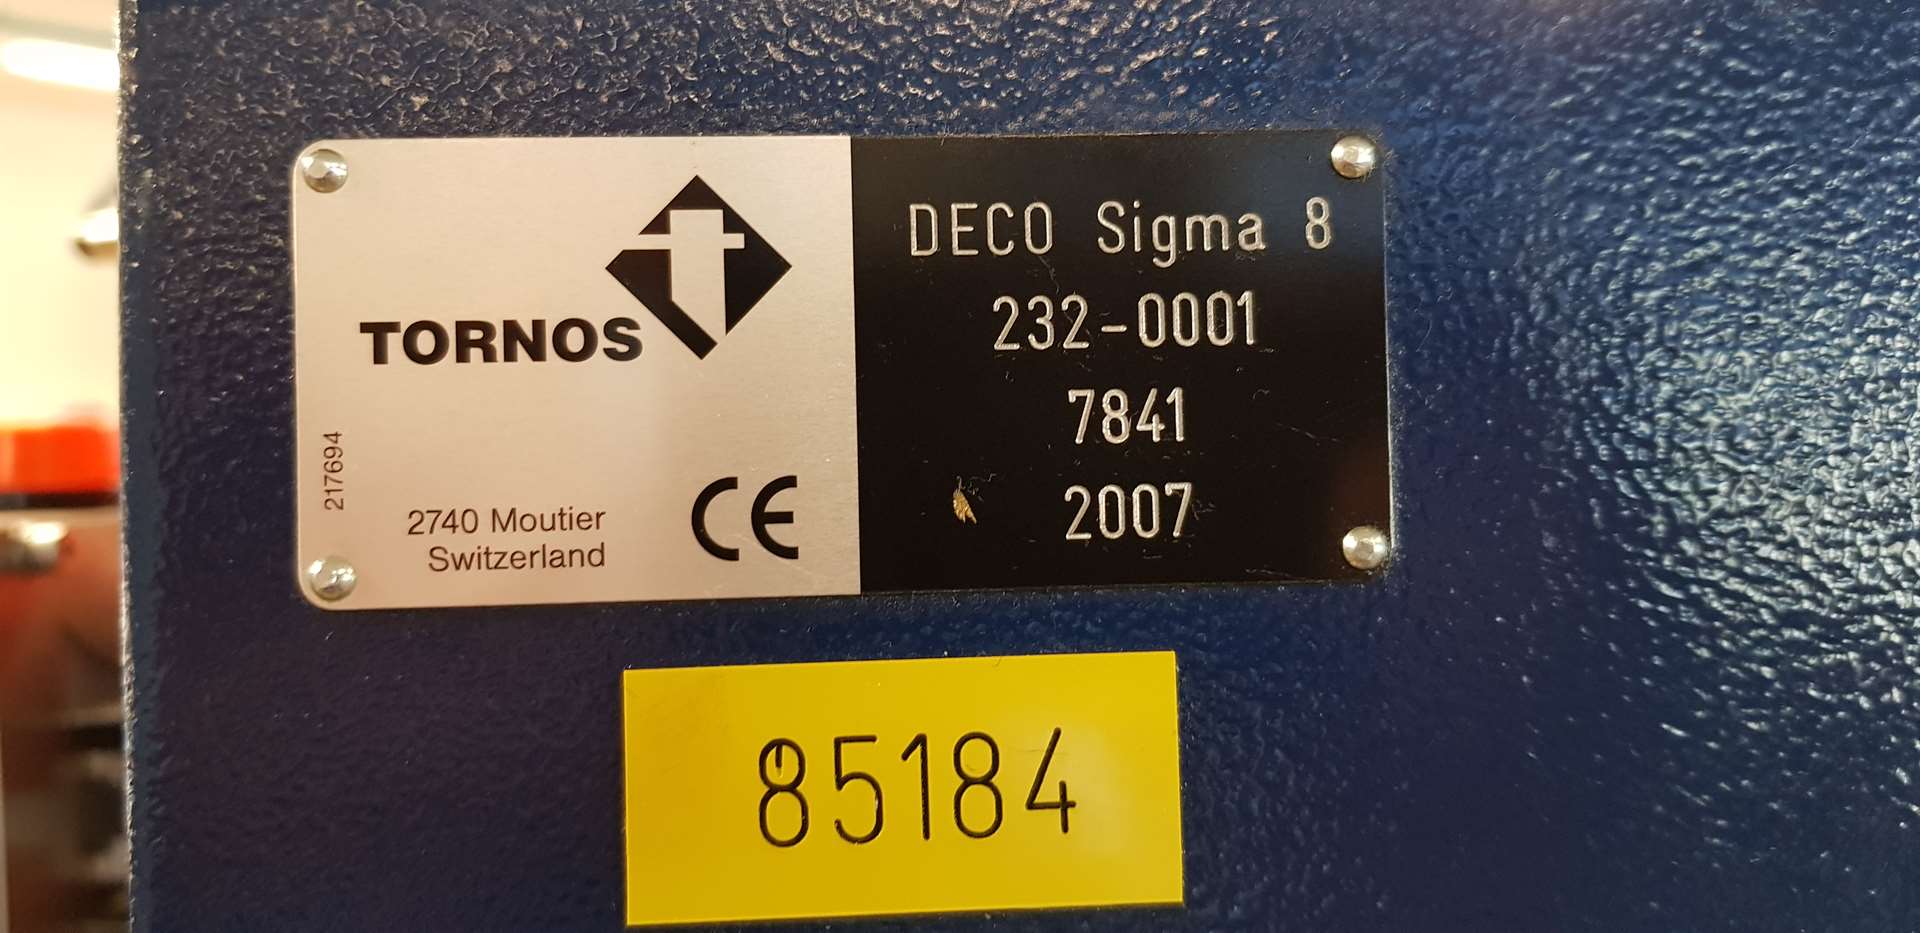 TORNOS
217694
2740 Moutier
Switzerland
CE
DECO Sigma 8
232-0001
7841
2007
85184